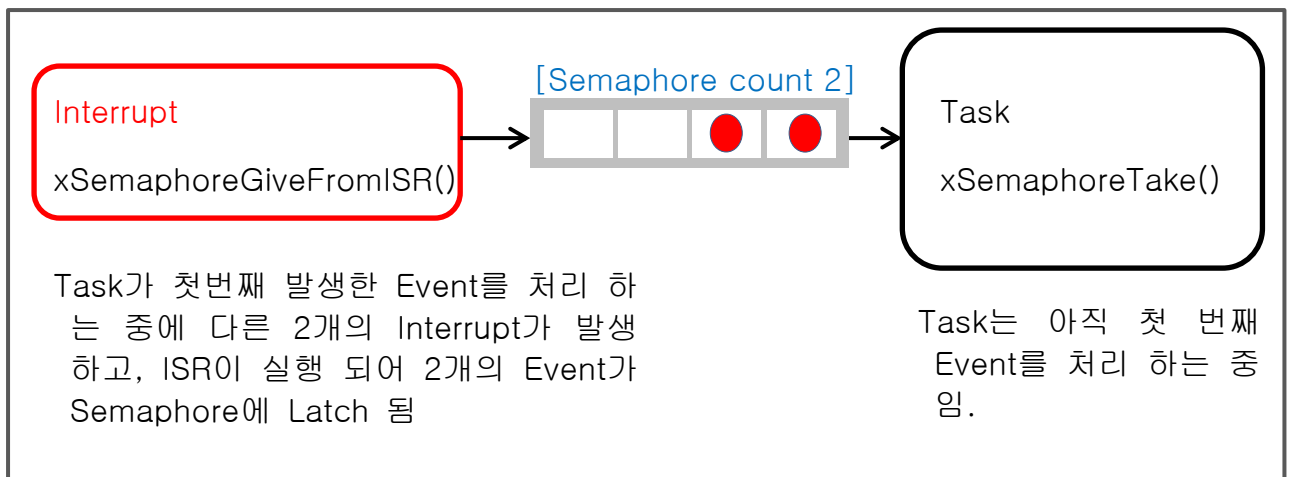 [Semaphore count 2]
Interrupt
xSemaphoreGiveFromISR()
Task
xSemaphoreTake()
Task가 첫번째 발생한 Event를 처리 하
는 중에 다른 2개의 Interrupt가 발생
하고, ISR이 실행 되어 2개의 Event가
Semaphore에 Latch 됨
Task는 아직 첫 번째
Event를 처리 하는 중
임.